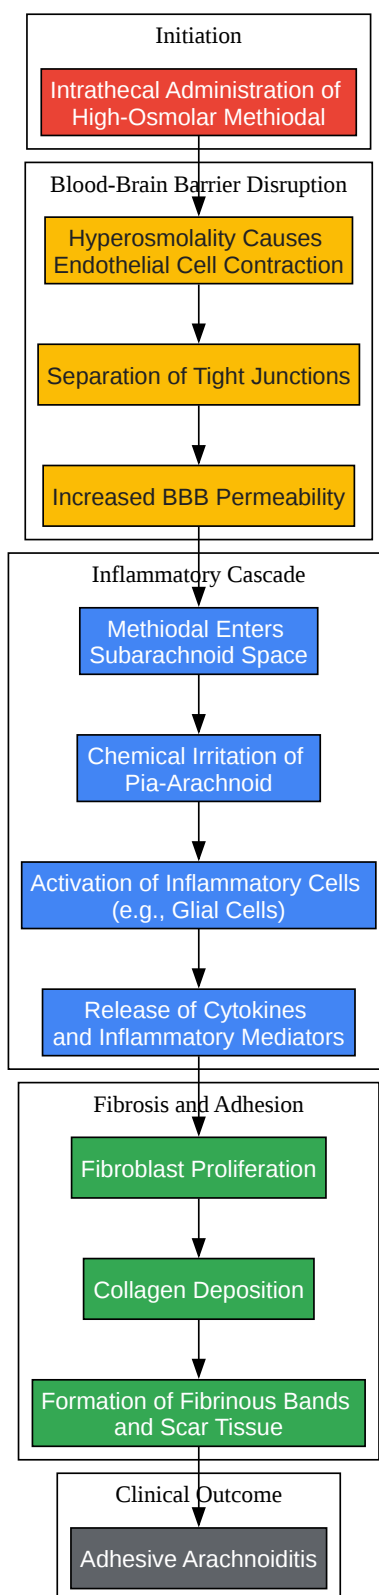 Initiation
Intrathecal Administration of
High-Osmolar Methiodal
Blood-Brain Barrier Disruption
Hyperosmolality Causes
Endothelial Cell Contraction
Separation of Tight Junctions
Increased BBB Permeability
Inflammatory Cascade
Methiodal Enters
Subarachnoid Space
Chemical Irritation of
Pia-Arachnoid
Activation of Inflammatory Cells
(e.g., Glial Cells)
Release of Cytokines
and Inflammatory Mediators
Fibrosis and Adhesion
Fibroblast Proliferation
Collagen Deposition
Formation of Fibrinous Bands
and Scar Tissue
Clinical Outcome
Adhesive Arachnoiditis